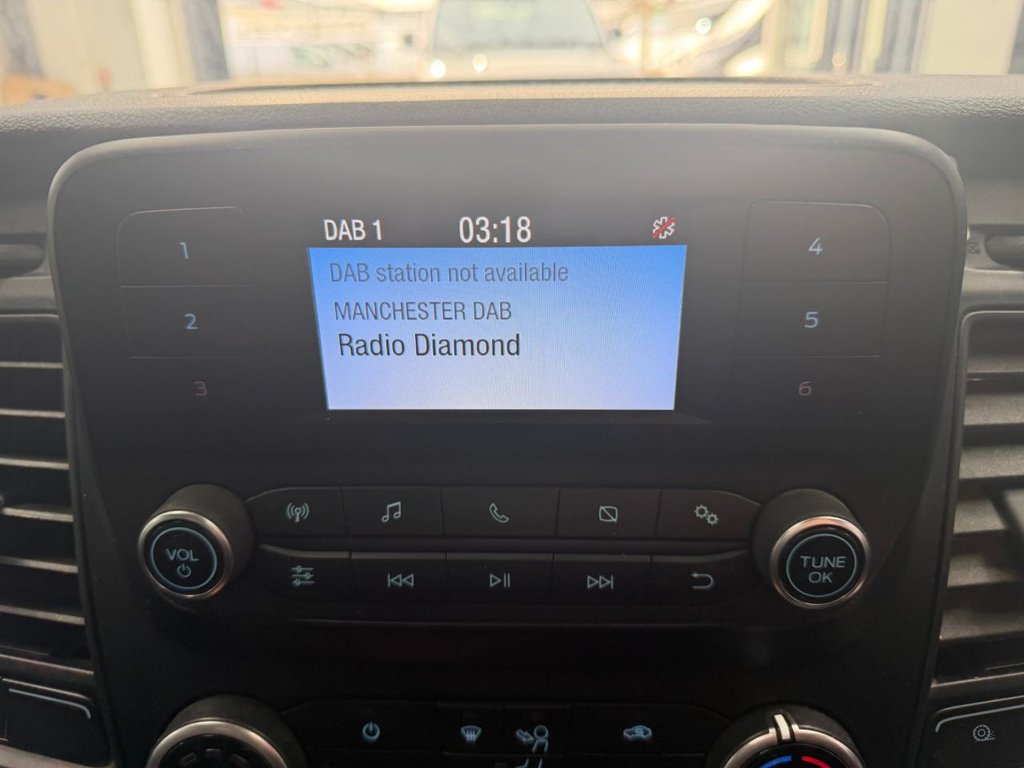 DAB 1 03:18
DAB station not available
MANCHESTER DAB
Radio Diamond
1
2
3
4
5
6
VOL
TUNE
OK